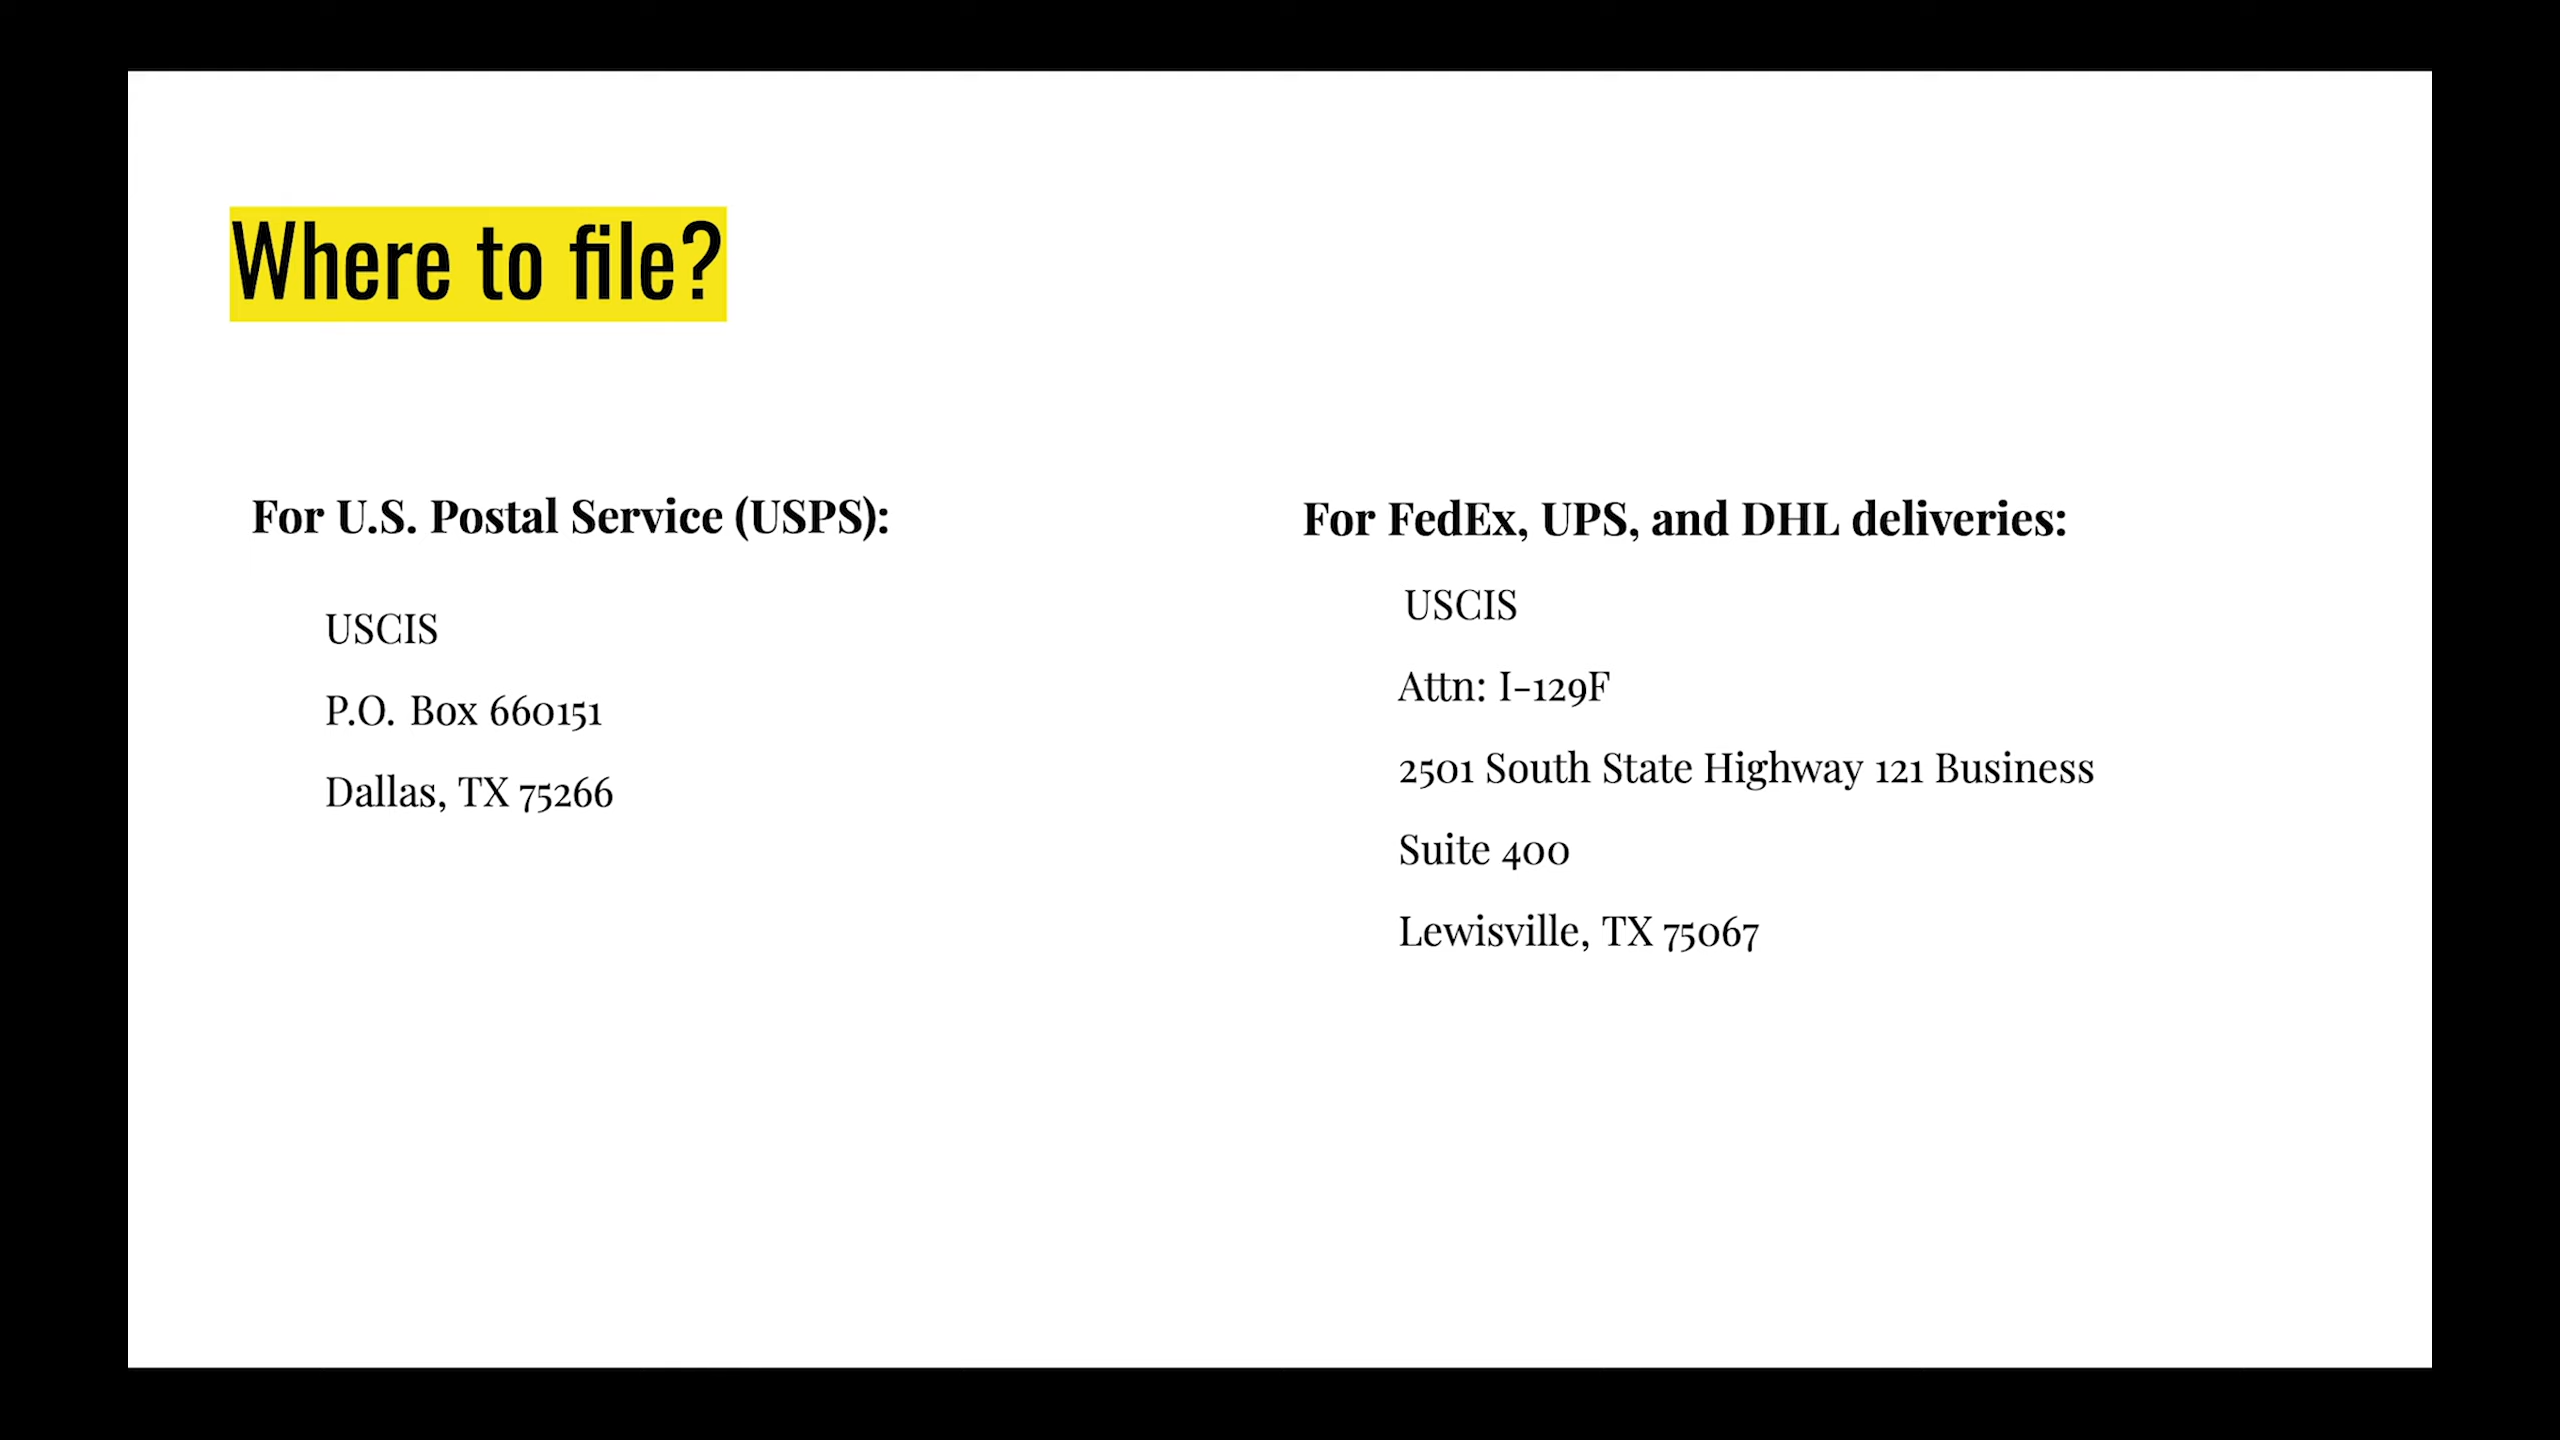 Where to file?
For U.S. Postal Service (USPS):
USCIS
P.O. Box 660151
Dallas, TX 75266
For FedEx, UPS, and DHL deliveries:
USCIS
Attn: I-129F
2501 South State Highway 121 Business
Suite 400
Lewisville, TX 75067